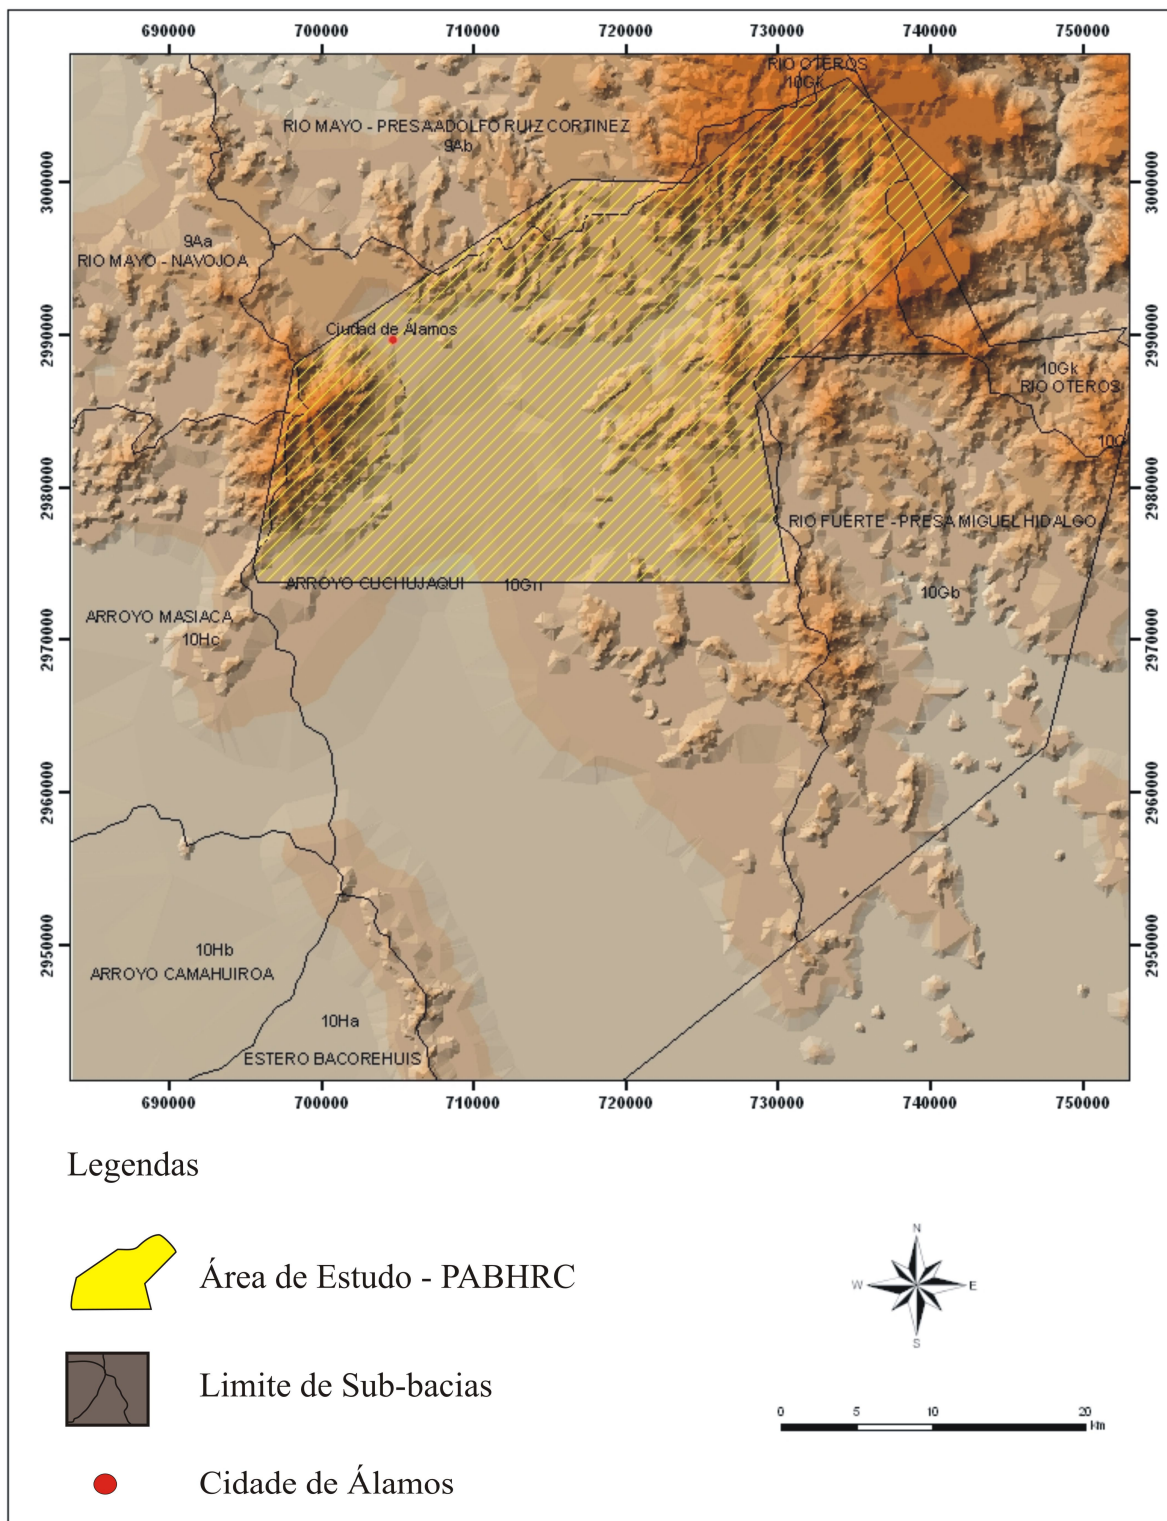 690000 700000 710000 720000 730000 740000 750000
RIO OTEROS
10Gk
RIO MAYO - PRESA ADOLFO RUIZ CORTINEZ
9Ab
3000000 3000000
9Aa
RIO MAYO - NAVOJOA
Ciudad de Álamos
2990000 2990000
10Gk
RIO OTEROS
10G
2980000 2980000
RIO FUERTE - PRESA MIGUEL HIDALGO
ARROYO CUCHUJAQUI 10Gn
10Gb
ARROYO MASIACA
10Hc
2970000 2970000
2960000 2960000
2950000 2950000
10Hb
ARROYO CAMAHUIROA
10Ha
ESTERO BACOREHUIS
690000 700000 710000 720000 730000 740000 750000
Legendas
Área de Estudo - PABHRC
Limite de Sub-bacias
Cidade de Álamos
N
W E
S
0 5 10 20
km